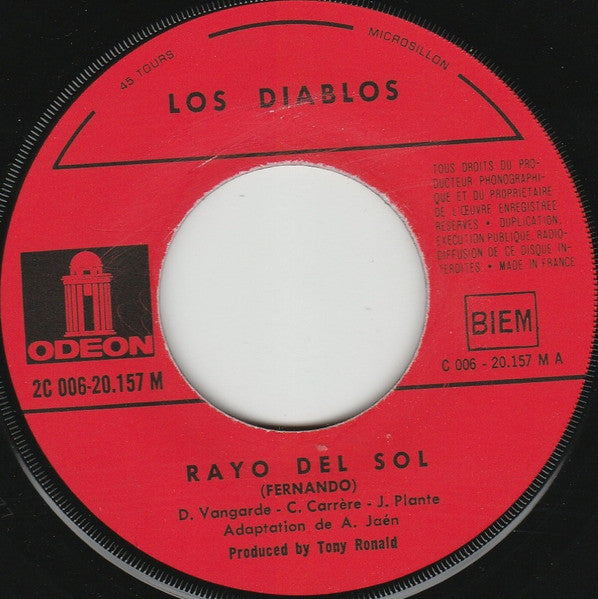 45 TOURS
MICROSILLON
LOS DIABLOS
TOUS DROITS DU PRO-
DUCTEUR PHONOGRAPHI-
QUE ET DU PROPRIETAIRE
DE L'ŒUVRE ENREGISTREE
RESERVES • DUPLICATION,
EXECUTION PUBLIQUE, RADIO-
DIFFUSION DE CE DISQUE IN-
TERDITES • MADE IN FRANCE
ODEON
BIEM
2C 006-20.157 M
C 006 - 20.157 M A
RAYO DEL SOL
(FERNANDO)
D. Vangarde - C. Carrère - J. Plante
Adaptation de A. Jaén
Produced by Tony Ronald